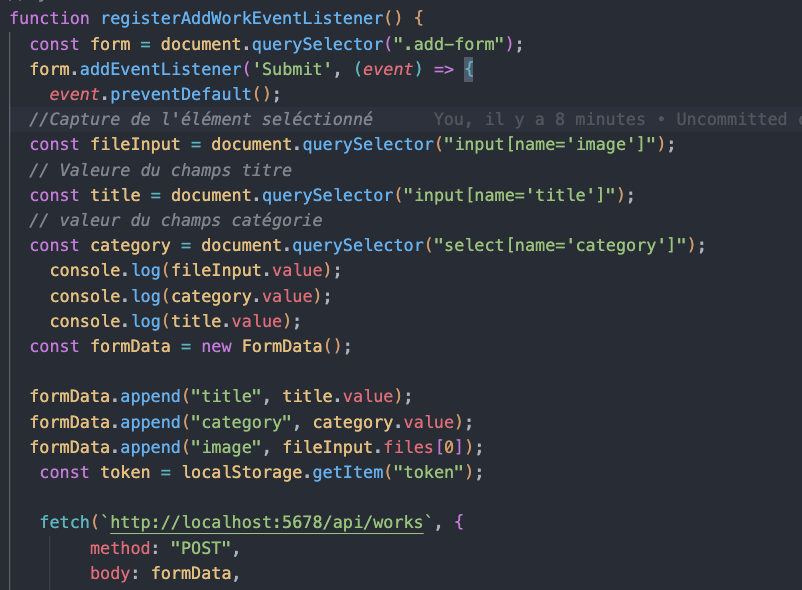 function registerAddWorkEventListener() {
const form = document.querySelector(".add-form");
form.addEventListener('Submit', (event) => {
event.preventDefault();
//Capture de l'élément seléctionné You, il y a 8 minutes • Uncommitted
const fileInput = document.querySelector("input[name='image']");
// Valeure du champs titre
const title = document.querySelector("input[name='title']");
// valeur du champs catégorie
const category = document.querySelector("select[name='category']");
console.log(fileInput.value);
console.log(category.value);
console.log(title.value);
const formData = new FormData();
formData.append("title", title.value);
formData.append("category", category.value);
formData.append("image", fileInput.files[0]);
const token = localStorage.getItem("token");
fetch(`http://localhost:5678/api/works`, {
method: "POST",
body: formData,